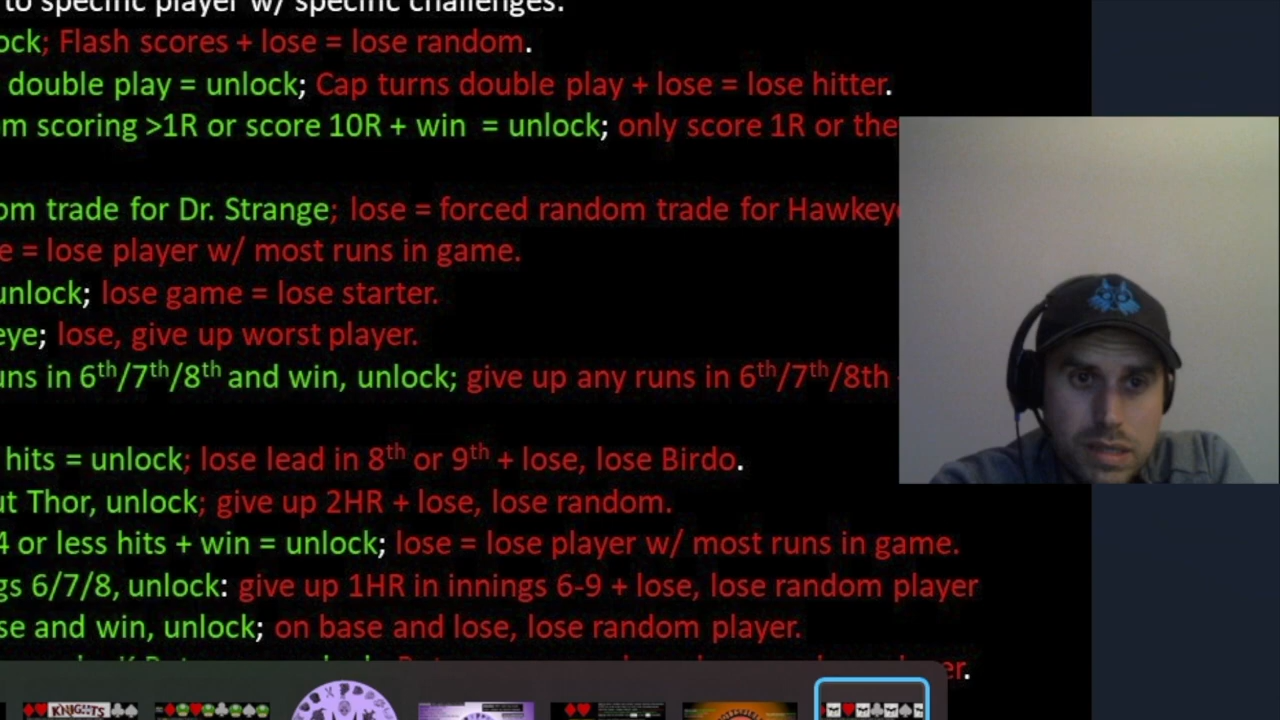 to specific player w/ specific challenges.
ock; Flash scores + lose = lose random.
double play = unlock; Cap turns double play + lose = lose hitter.
m scoring >1R or score 10R + win = unlock; only score 1R or the
om trade for Dr. Strange; lose = forced random trade for Hawkey
e = lose player w/ most runs in game.
unlock; lose game = lose starter.
eye; lose, give up worst player.
uns in 6th/7th/8th and win, unlock; give up any runs in 6th/7th/8th
hits = unlock; lose lead in 8th or 9th + lose, lose Birdo.
ut Thor, unlock; give up 2HR + lose, lose random.
4 or less hits + win = unlock; lose = lose player w/ most runs in game.
gs 6/7/8, unlock: give up 1HR in innings 6-9 + lose, lose random player
se and win, unlock; on base and lose, lose random player.
er.
KNIGHTS